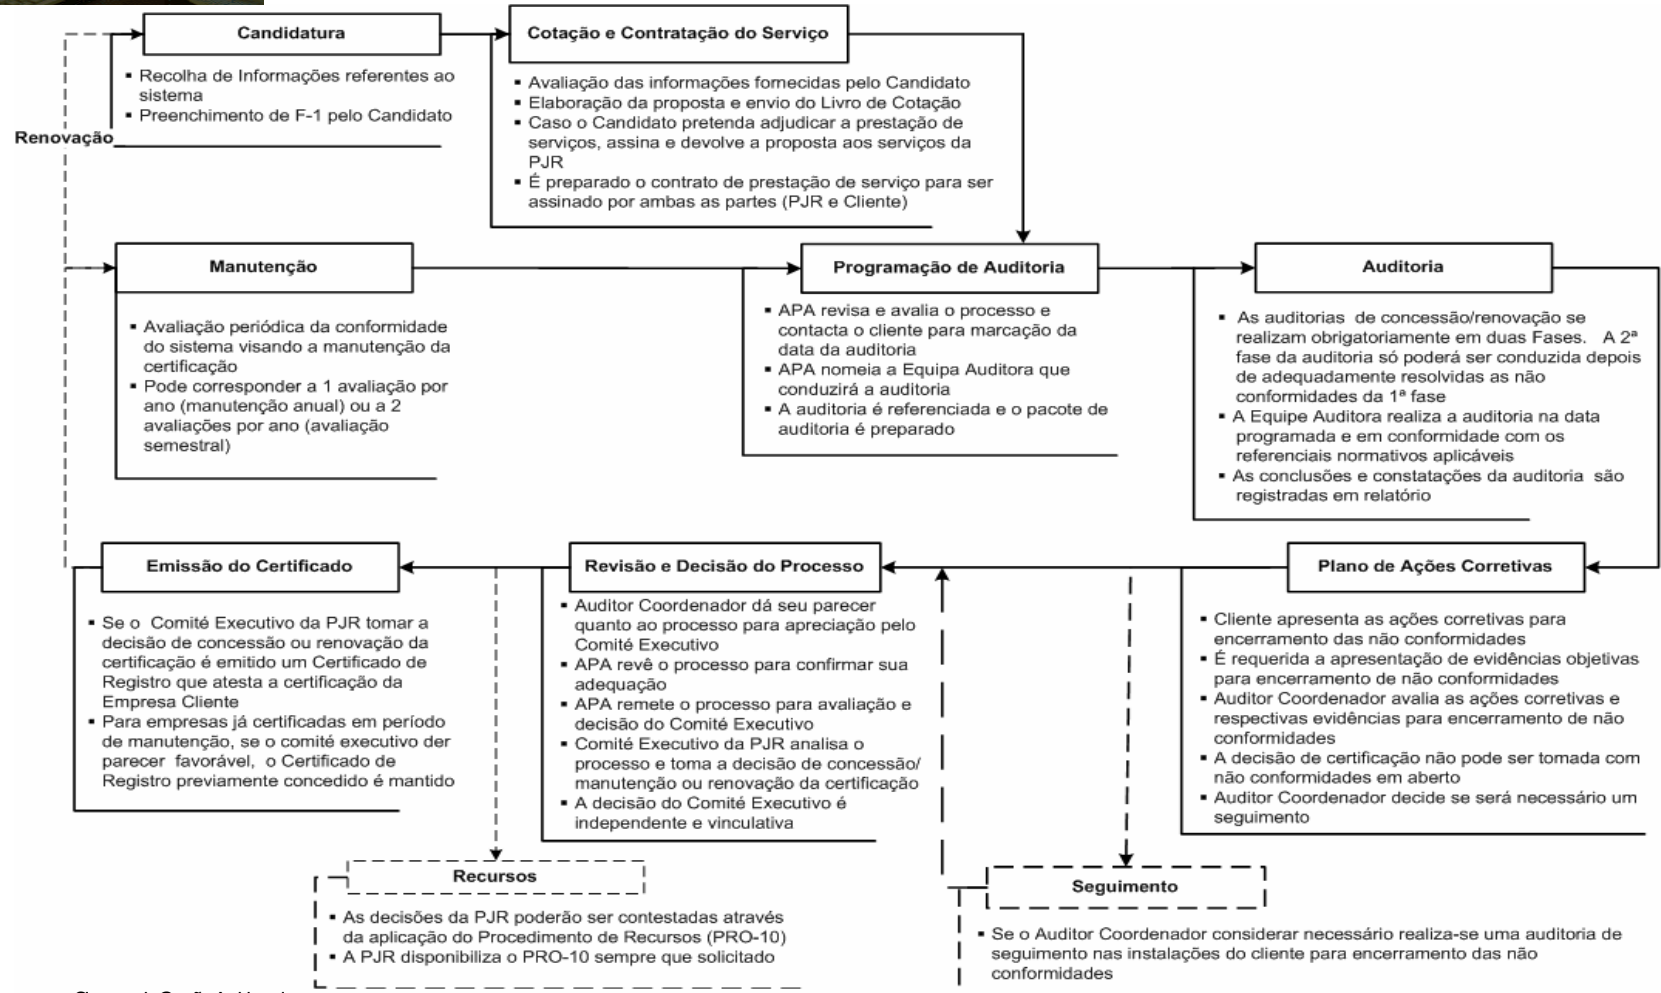 Candidatura
▪ Recolha de Informações referentes ao
sistema
▪ Preenchimento de F-1 pelo Candidato
Renovação
Cotação e Contratação do Serviço
▪ Avaliação das informações fornecidas pelo Candidato
▪ Elaboração da proposta e envio do Livro de Cotação
▪ Caso o Candidato pretenda adjudicar a prestação de
serviços, assina e devolve a proposta aos serviços da
PJR
▪ É preparado o contrato de prestação de serviço para ser
assinado por ambas as partes (PJR e Cliente)
Manutenção
▪ Avaliação periódica da conformidade
do sistema visando a manutenção da
certificação
▪ Pode corresponder a 1 avaliação por
ano (manutenção anual) ou a 2
avaliações por ano (avaliação
semestral)
Programação de Auditoria
▪ APA revisa e avalia o processo e
contacta o cliente para marcação da
data da auditoria
▪ APA nomeia a Equipa Auditora que
conduzirá a auditoria
▪ A auditoria é referenciada e o pacote de
auditoria é preparado
Auditoria
▪ As auditorias de concessão/renovação se
realizam obrigatoriamente em duas Fases. A 2ª
fase da auditoria só poderá ser conduzida depois
de adequadamente resolvidas as não
conformidades da 1ª fase
▪ A Equipe Auditora realiza a auditoria na data
programada e em conformidade com os
referenciais normativos aplicáveis
▪ As conclusões e constatações da auditoria são
registradas em relatório
Emissão do Certificado
▪ Se o Comité Executivo da PJR tomar a
decisão de concessão ou renovação da
certificação é emitido um Certificado de
Registro que atesta a certificação da
Empresa Cliente
▪ Para empresas já certificadas em período
de manutenção, se o comité executivo der
parecer favorável, o Certificado de
Registro previamente concedido é mantido
Revisão e Decisão do Processo
▪ Auditor Coordenador dá seu parecer
quanto ao processo para apreciação pelo
Comité Executivo
▪ APA revê o processo para confirmar sua
adequação
▪ APA remete o processo para avaliação e
decisão do Comité Executivo
▪ Comité Executivo da PJR analisa o
processo e toma a decisão de concessão/
manutenção ou renovação da certificação
▪ A decisão do Comité Executivo é
independente e vinculativa
Plano de Ações Corretivas
▪ Cliente apresenta as ações corretivas para
encerramento das não conformidades
▪ É requerida a apresentação de evidências objetivas
para encerramento de não conformidades
▪ Auditor Coordenador avalia as ações corretivas e
respectivas evidências para encerramento de não
conformidades
▪ A decisão de certificação não pode ser tomada com
não conformidades em aberto
▪ Auditor Coordenador decide se será necessário um
seguimento
Recursos
▪ As decisões da PJR poderão ser contestadas através
da aplicação do Procedimento de Recursos (PRO-10)
▪ A PJR disponibiliza o PRO-10 sempre que solicitado
Seguimento
▪ Se o Auditor Coordenador considerar necessário realiza-se uma auditoria de
seguimento nas instalações do cliente para encerramento das não
conformidades